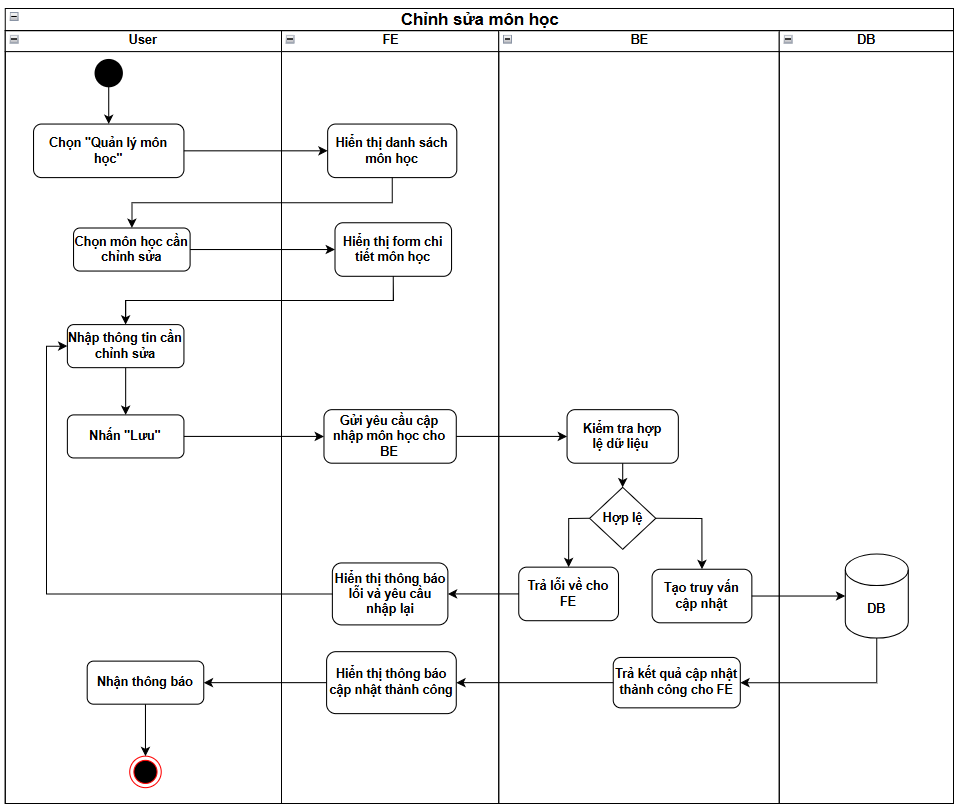 Chỉnh sửa môn học
User
FE
BE
DB
Chọn "Quản lý môn
học"
Hiển thị danh sách
môn học
Chọn môn học cần
chỉnh sửa
Hiển thị form chi
tiết môn học
Nhập thông tin cần
chỉnh sửa
Nhấn "Lưu"
Gửi yêu cầu cập
nhập môn học cho
BE
Kiểm tra hợp
lệ dữ liệu
Hợp lệ
Hiển thị thông báo
lỗi và yêu cầu
nhập lại
Trả lỗi về cho
FE
Tạo truy vấn
cập nhật
DB
Nhận thông báo
Hiển thị thông báo
cập nhật thành công
Trả kết quả cập nhật
thành công cho FE